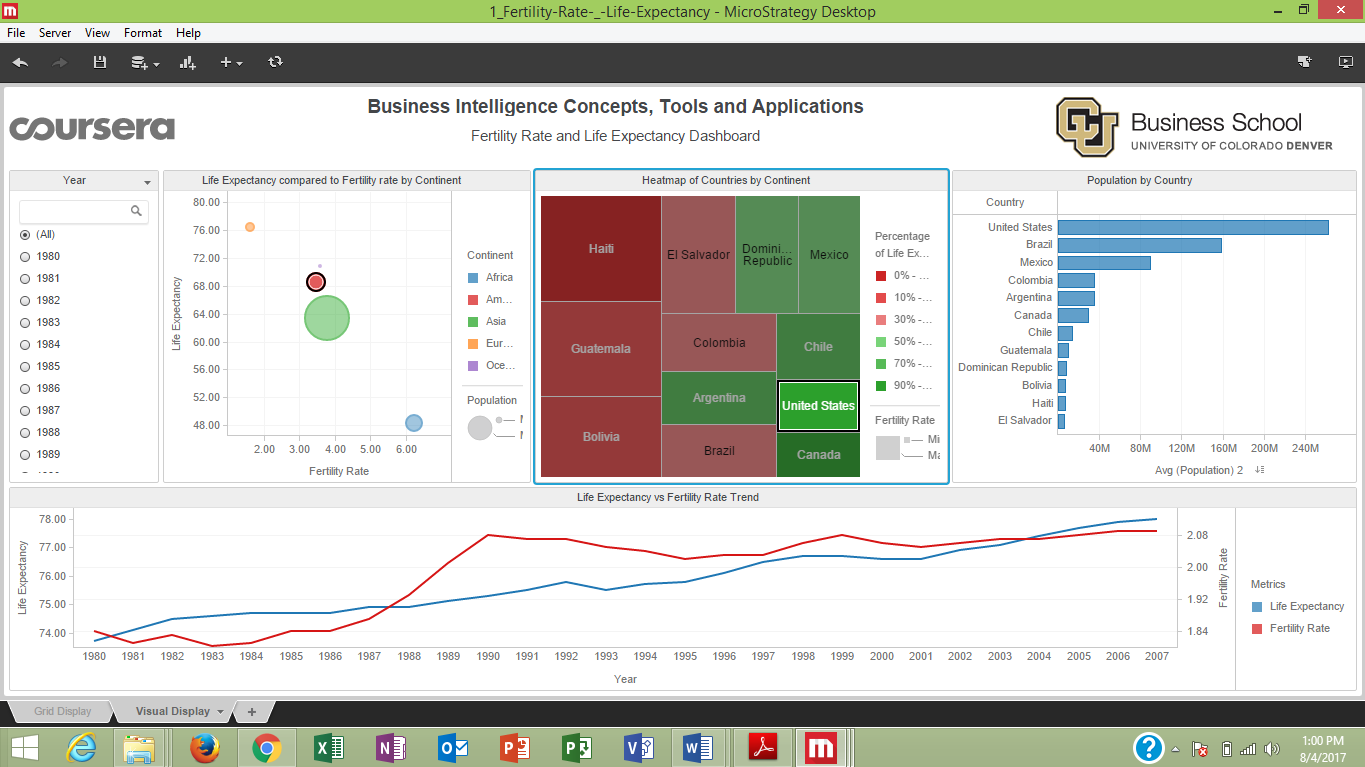 1_Fertility-Rate-_-Life-Expectancy - MicroStrategy Desktop
File Server View Format Help
coursera
Business Intelligence Concepts, Tools and Applications
Fertility Rate and Life Expectancy Dashboard
CU
Business School
UNIVERSITY OF COLORADO DENVER
Year
(All)
1980
1981
1982
1983
1984
1985
1986
1987
1988
1989
Life Expectancy compared to Fertility rate by Continent
Life Expectancy
80.00
76.00
72.00
68.00
64.00
60.00
56.00
52.00
48.00
2.00 3.00 4.00 5.00 6.00
Fertility Rate
Continent
Africa
Am...
Asia
Eur...
Oce...
Population
Heatmap of Countries by Continent
Haiti
El Salvador
Domini...
Republic
Mexico
Guatemala
Colombia
Chile
Argentina
United States
Bolivia
Brazil
Canada
Percentage
of Life Ex...
0% - ...
10% -...
30% -...
50% -...
70% -...
90% -...
Fertility Rate
Mi
Ma
Population by Country
Country
United States
Brazil
Mexico
Colombia
Argentina
Canada
Chile
Guatemala
Dominican Republic
Bolivia
Haiti
El Salvador
40M 80M 120M 160M 200M 240M
Avg (Population) 2
Life Expectancy vs Fertility Rate Trend
Life Expectancy
78.00
77.00
76.00
75.00
74.00
2.08
2.00
1.92
1.84
Fertility Rate
1980 1981 1982 1983 1984 1985 1986 1987 1988 1989 1990 1991 1992 1993 1994 1995 1996 1997 1998 1999 2000 2001 2002 2003 2004 2005 2006 2007
Year
Metrics
Life Expectancy
Fertility Rate
Grid Display
Visual Display
1:00 PM
8/4/2017